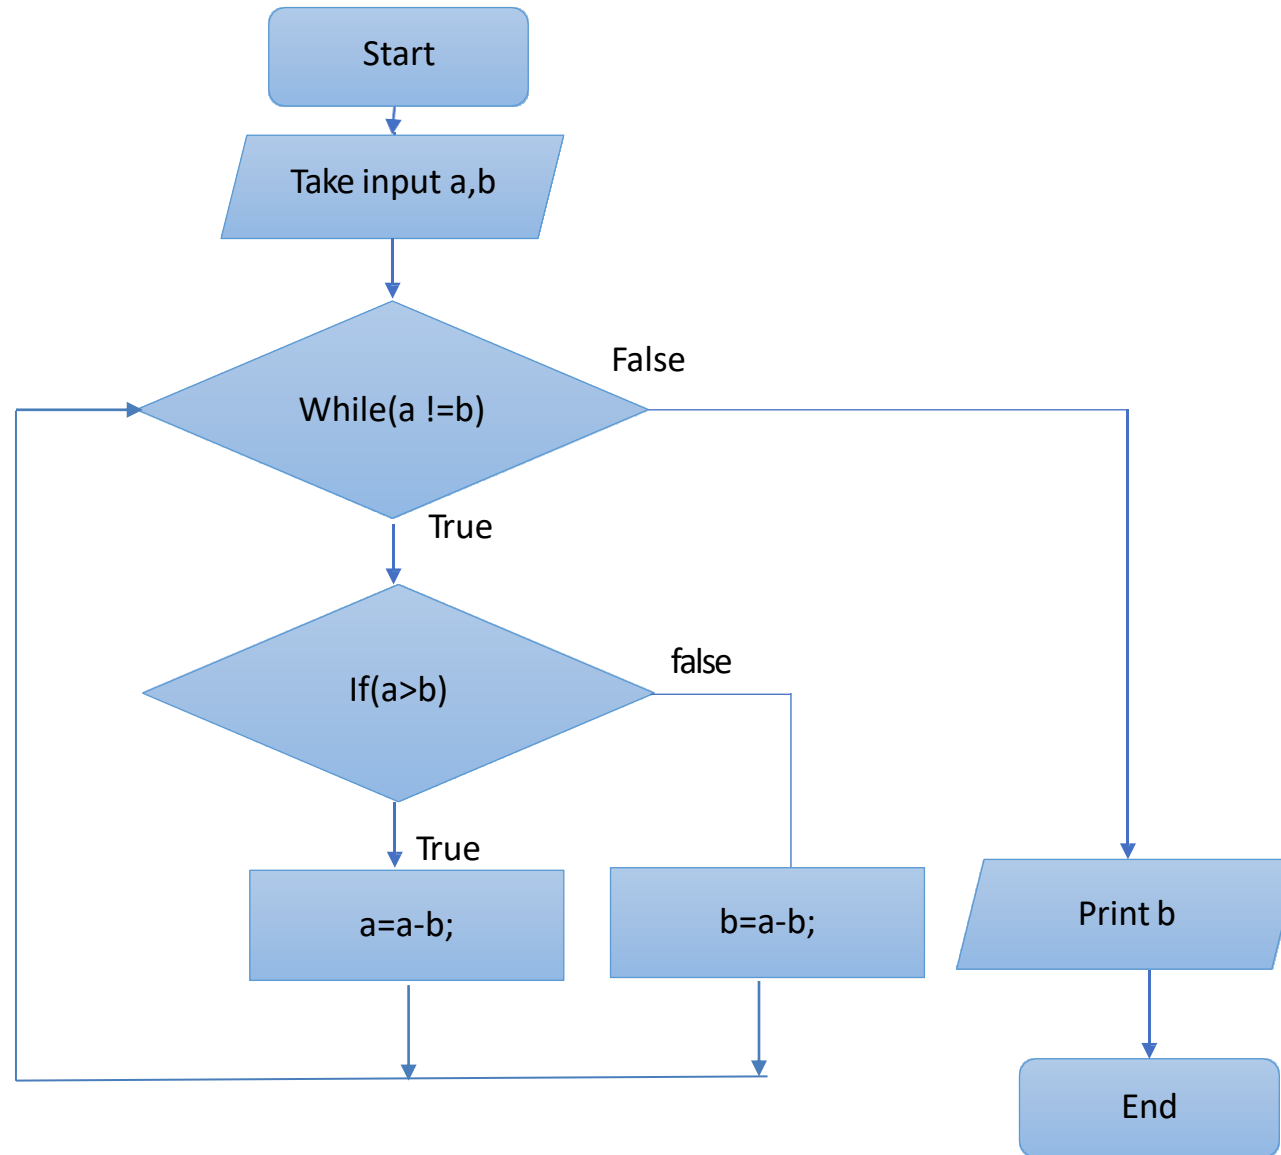 Start
Take input a,b
False
While(a !=b)
True
false
If(a>b)
True
a=a-b;
b=a-b;
Print b
End